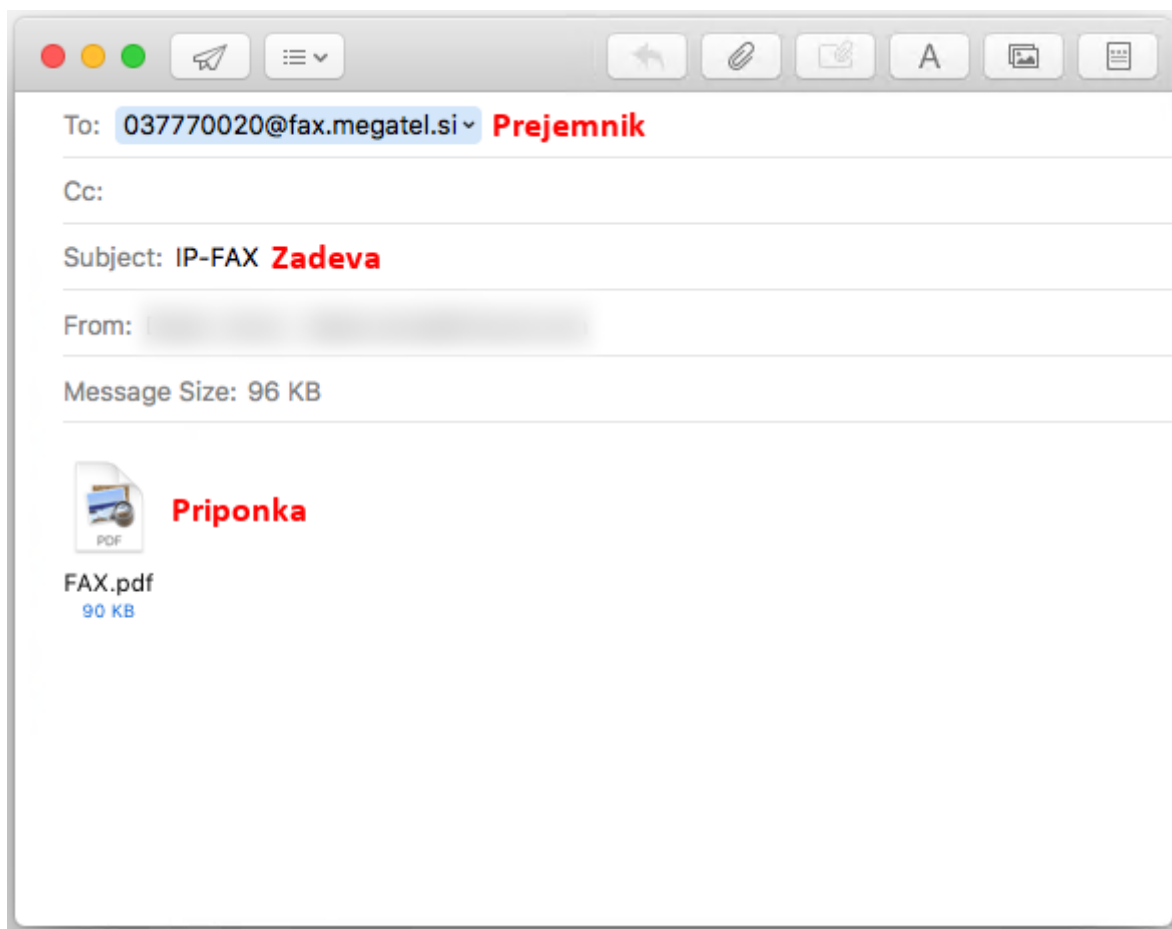 To: 037770020@fax.megatel.si Prejemnik
Cc:
Subject: IP-FAX Zadeva
From:
Message Size: 96 KB
PDF
Priponka
FAX.pdf
90 KB